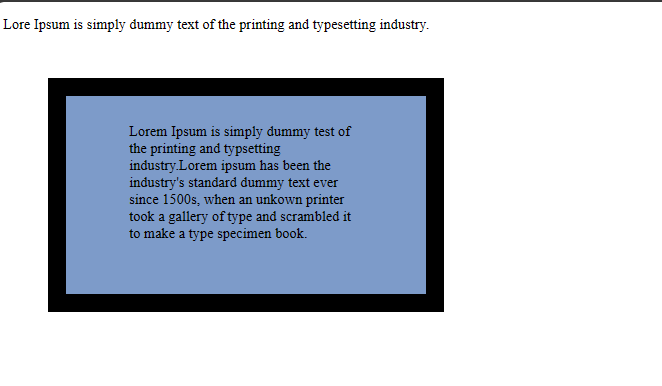 Lore Ipsum is simply dummy text of the printing and typesetting industry.
Lorem Ipsum is simply dummy test of
the printing and typsetting
industry.Lorem ipsum has been the
industry's standard dummy text ever
since 1500s, when an unkown printer
took a gallery of type and scrambled it
to make a type specimen book.